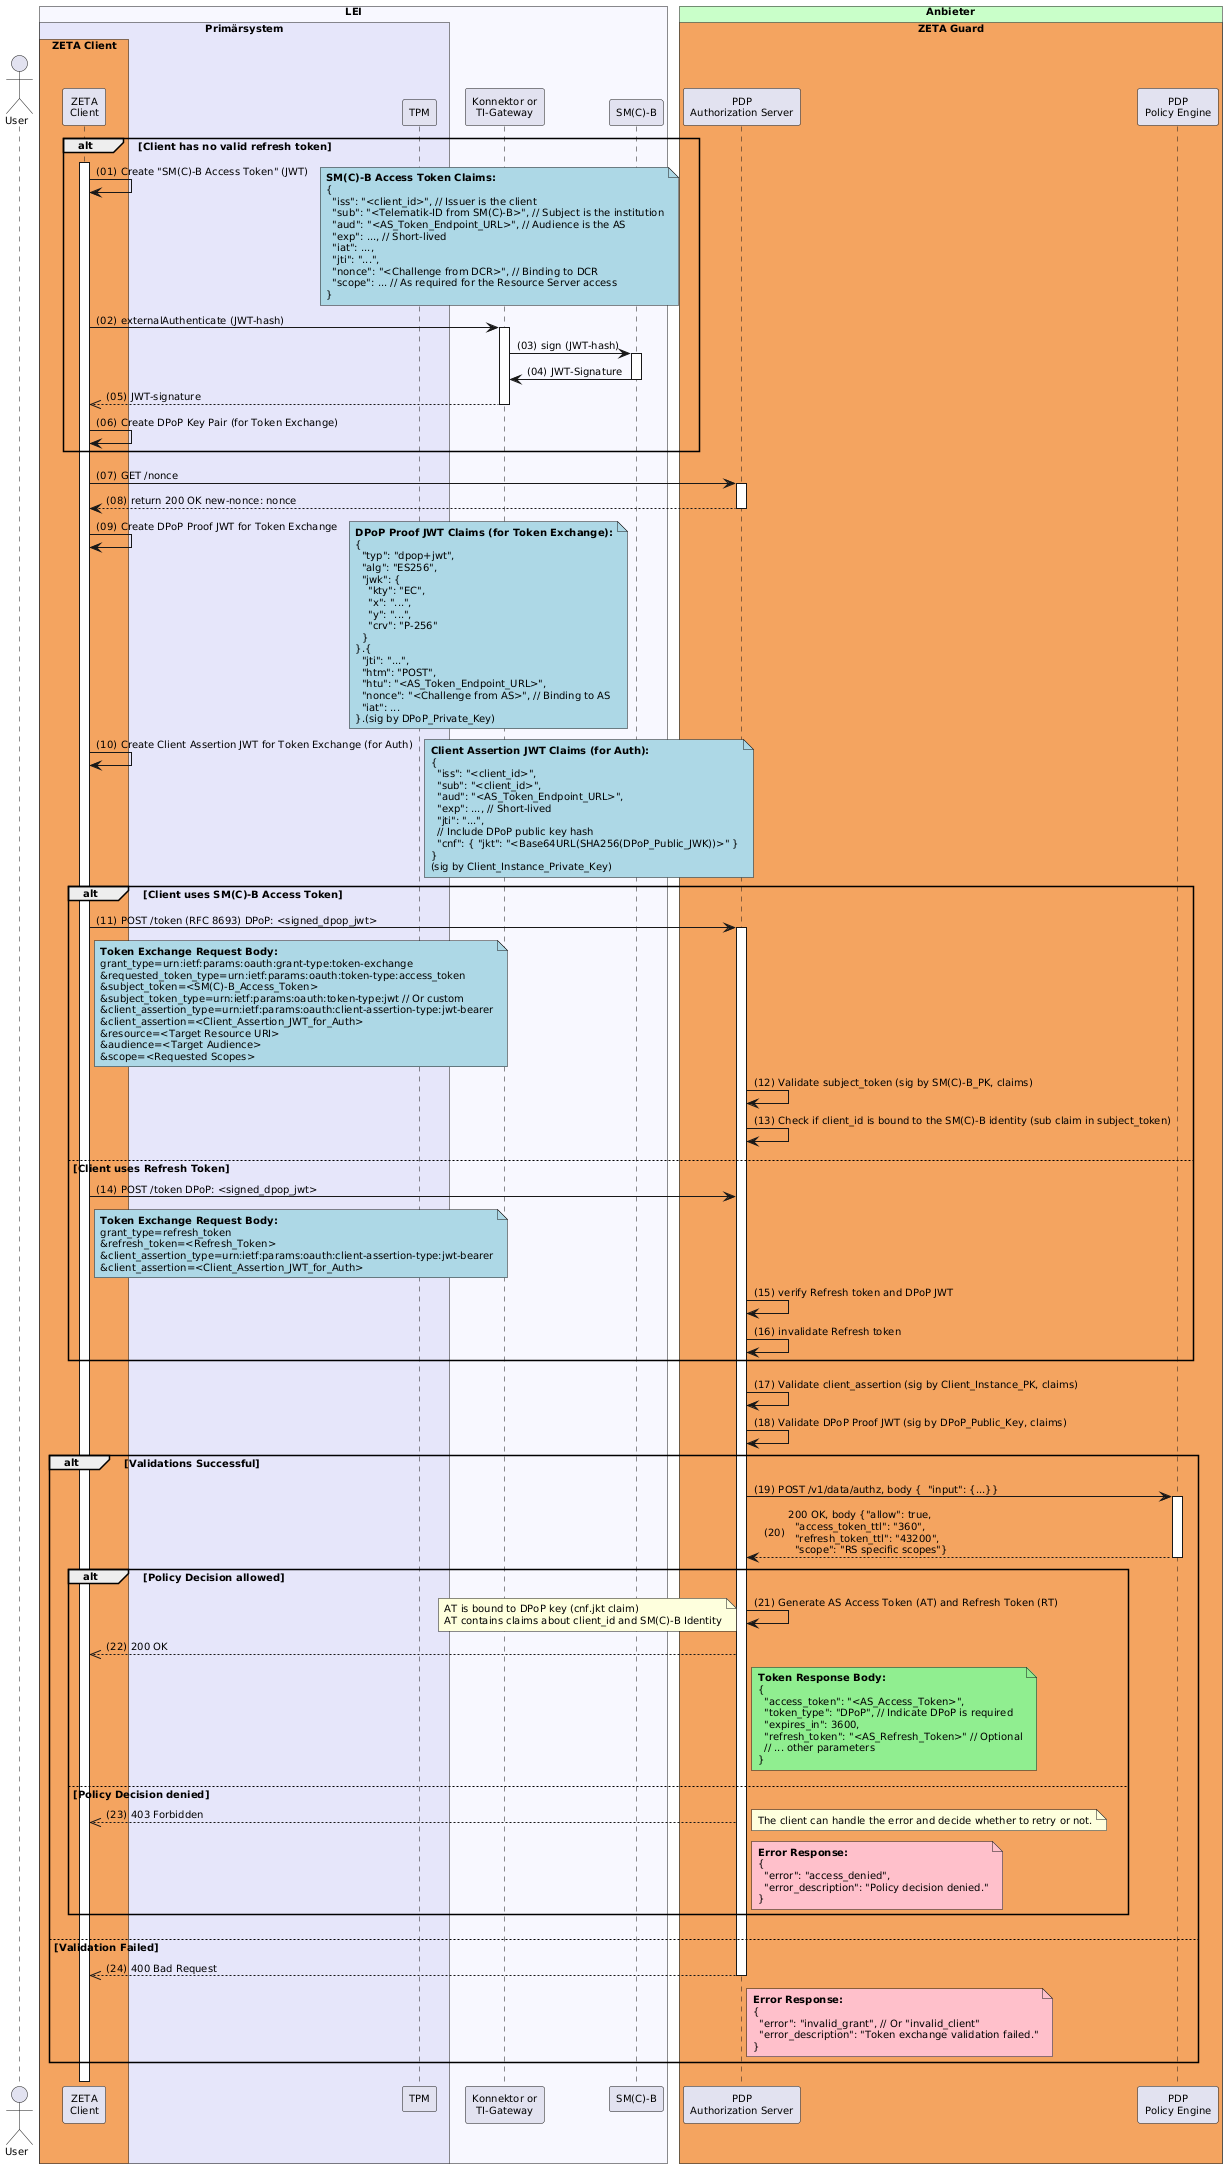 LEI
Anbieter
Primärsystem
ZETA Guard
ZETA Client
User
ZETA
Client
TPM
Konnektor or
TI-Gateway
SM(C)-B
PDP
Authorization Server
PDP
Policy Engine
alt
[Client has no valid refresh token]
(01) Create "SM(C)-B Access Token" (JWT)
SM(C)-B Access Token Claims:
{
"iss": "<client_id>", // Issuer is the client
"sub": "<Telematik-ID from SM(C)-B>", // Subject is the institution
"aud": "<AS_Token_Endpoint_URL>", // Audience is the AS
"exp": ..., // Short-lived
"iat": ...,
"jti": "...",
"nonce": "<Challenge from DCR>", // Binding to DCR
"scope": ... // As required for the Resource Server access
}
(02) externalAuthenticate (JWT-hash)
(03) sign (JWT-hash)
(04) JWT-Signature
(05) JWT-signature
(06) Create DPoP Key Pair (for Token Exchange)
(07) GET /nonce
(08) return 200 OK new-nonce: nonce
(09) Create DPoP Proof JWT for Token Exchange
DPoP Proof JWT Claims (for Token Exchange):
{
"typ": "dpop+jwt",
"alg": "ES256",
"jwk": {
"kty": "EC",
"x": "...",
"y": "...",
"crv": "P-256"
}
}.{
"jti": "...",
"htm": "POST",
"htu": "<AS_Token_Endpoint_URL>",
"nonce": "<Challenge from AS>", // Binding to AS
"iat": ...
}.(sig by DPoP_Private_Key)
(10) Create Client Assertion JWT for Token Exchange (for Auth)
Client Assertion JWT Claims (for Auth):
{
"iss": "<client_id>",
"sub": "<client_id>",
"aud": "<AS_Token_Endpoint_URL>",
"exp": ..., // Short-lived
"jti": "...",
// Include DPoP public key hash
"cnf": { "jkt": "<Base64URL(SHA256(DPoP_Public_JWK))>" }
}
(sig by Client_Instance_Private_Key)
alt
[Client uses SM(C)-B Access Token]
(11) POST /token (RFC 8693) DPoP: <signed_dpop_jwt>
Token Exchange Request Body:
grant_type=urn:ietf:params:oauth:grant-type:token-exchange
&requested_token_type=urn:ietf:params:oauth:token-type:access_token
&subject_token=<SM(C)-B_Access_Token>
&subject_token_type=urn:ietf:params:oauth:token-type:jwt // Or custom
&client_assertion_type=urn:ietf:params:oauth:client-assertion-type:jwt-bearer
&client_assertion=<Client_Assertion_JWT_for_Auth>
&resource=<Target Resource URI>
&audience=<Target Audience>
&scope=<Requested Scopes>
(12) Validate subject_token (sig by SM(C)-B_PK, claims)
(13) Check if client_id is bound to the SM(C)-B identity (sub claim in subject_token)
[Client uses Refresh Token]
(14) POST /token DPoP: <signed_dpop_jwt>
Token Exchange Request Body:
grant_type=refresh_token
&refresh_token=<Refresh_Token>
&client_assertion_type=urn:ietf:params:oauth:client-assertion-type:jwt-bearer
&client_assertion=<Client_Assertion_JWT_for_Auth>
(15) verify Refresh token and DPoP JWT
(16) invalidate Refresh token
(17) Validate client_assertion (sig by Client_Instance_PK, claims)
(18) Validate DPoP Proof JWT (sig by DPoP_Public_Key, claims)
alt
[Validations Successful]
(19) POST /v1/data/authz, body { "input": {...}}
(20) 200 OK, body {"allow": true,
"access_token_ttl": "360",
"refresh_token_ttl": "43200",
"scope": "RS specific scopes"}
alt
[Policy Decision allowed]
AT is bound to DPoP key (cnf.jkt claim)
AT contains claims about client_id and SM(C)-B Identity
(21) Generate AS Access Token (AT) and Refresh Token (RT)
(22) 200 OK
Token Response Body:
{
"access_token": "<AS_Access_Token>",
"token_type": "DPoP", // Indicate DPoP is required
"expires_in": 3600,
"refresh_token": "<AS_Refresh_Token>" // Optional
// ... other parameters
}
[Policy Decision denied]
(23) 403 Forbidden
The client can handle the error and decide whether to retry or not.
Error Response:
{
"error": "access_denied",
"error_description": "Policy decision denied."
}
[Validation Failed]
(24) 400 Bad Request
Error Response:
{
"error": "invalid_grant", // Or "invalid_client"
"error_description": "Token exchange validation failed."
}
User
ZETA
Client
TPM
Konnektor or
TI-Gateway
SM(C)-B
PDP
Authorization Server
PDP
Policy Engine